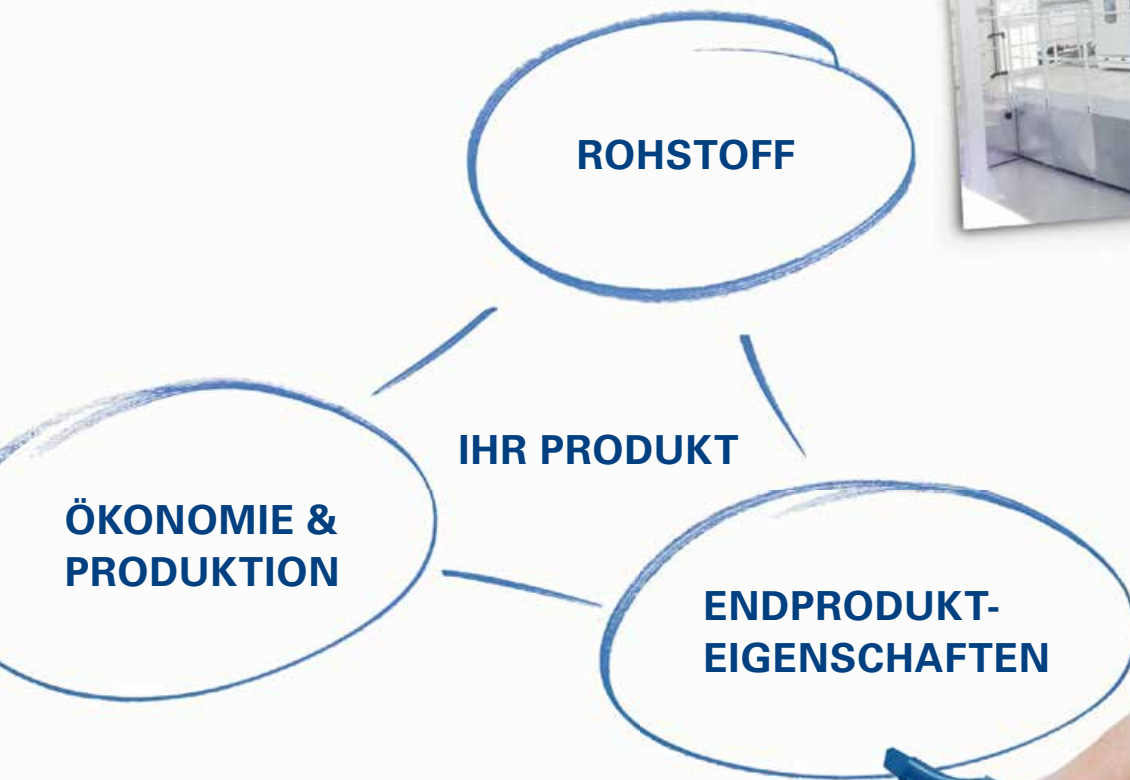 ROHSTOFF
IHR PRODUKT
ÖKONOMIE &
PRODUKTION
ENDPRODUKT-
EIGENSCHAFTEN